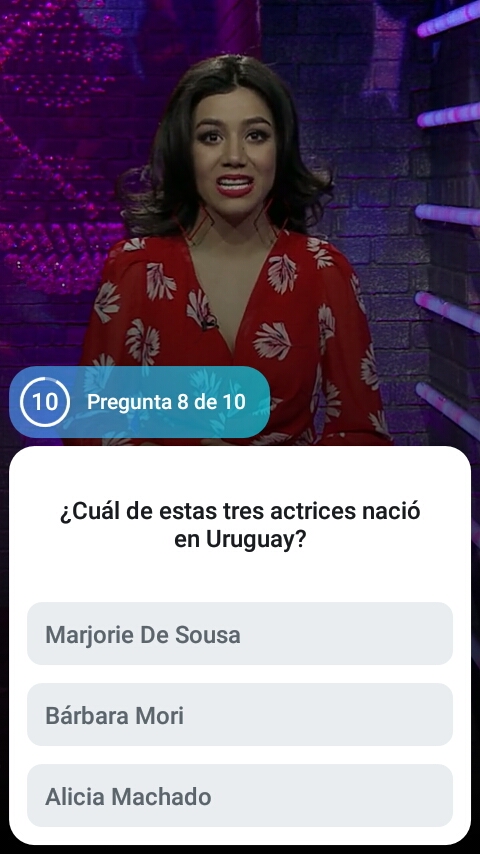 10 Pregunta 8 de 10
¿Cuál de estas tres actrices nació
en Uruguay?
Marjorie De Sousa
Bárbara Mori
Alicia Machado